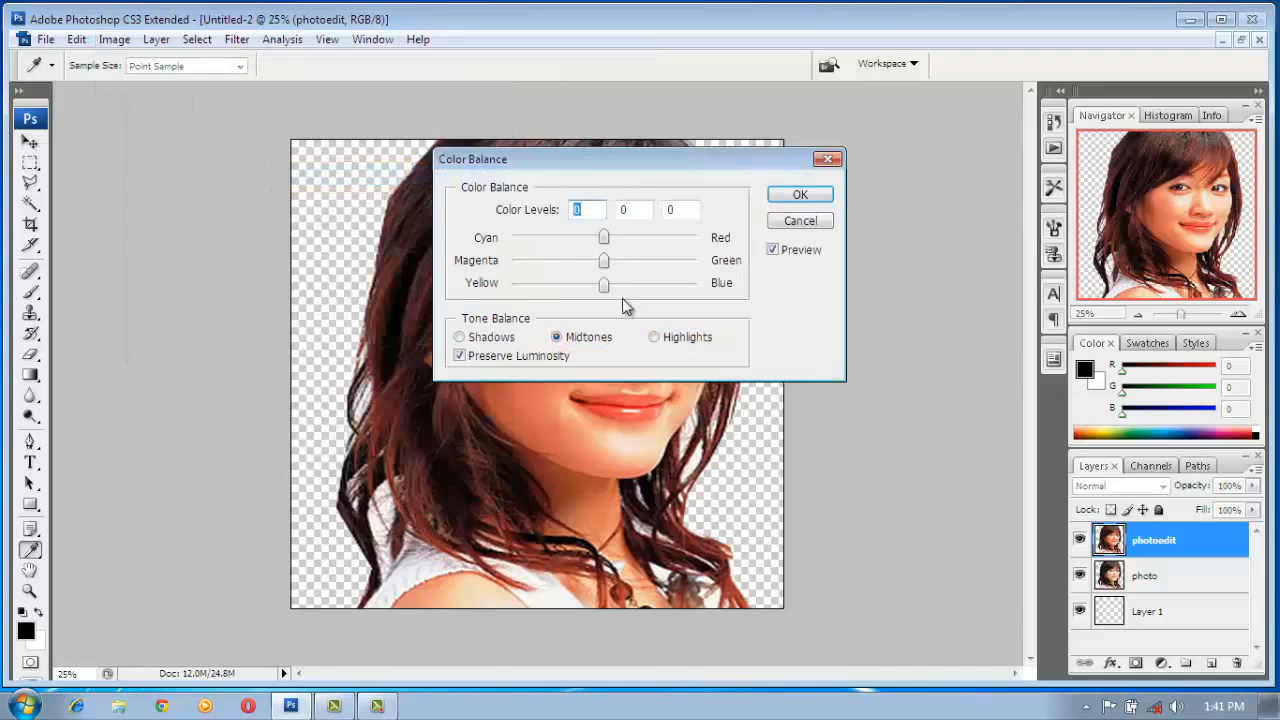 Adobe Photoshop CS3 Extended - [Untitled-2 @ 25% (photoedit, RGB/8)]
File Edit Image Layer Select Filter Analysis View Window Help
Sample Size: Point Sample
Workspace
Ps
Color Balance
Color Balance
Color Levels: 0 0 0
Cyan Red
Magenta Green
Yellow Blue
Tone Balance
Shadows Midtones Highlights
Preserve Luminosity
OK
Cancel
Preview
Navigator Histogram Info
25%
Color Swatches Styles
R 0
G 0
B 0
Layers Channels Paths
Normal Opacity: 100%
Lock: Fill: 100%
photoedit
photo
Layer 1
25% Doc: 12.0M/24.8M
1:41 PM